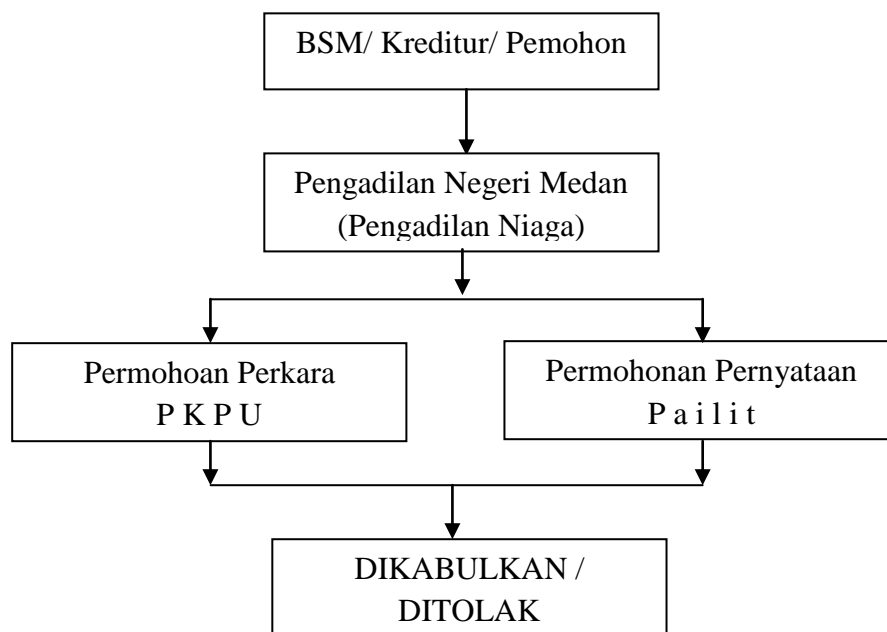 BSM/ Kreditur/ Pemohon
Pengadilan Negeri Medan
(Pengadilan Niaga)
Permohoan Perkara
P K P U
Permohonan Pernyataan
P a i l i t
DIKABULKAN /
DITOLAK